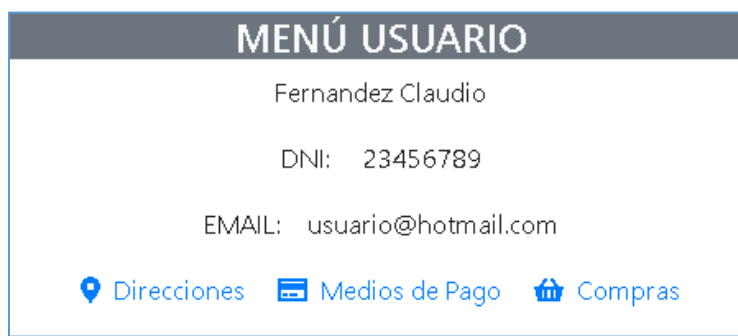 MENÚ USUARIO
Fernandez Claudio
DNI: 23456789
EMAIL: usuario@hotmail.com
Direcciones Medios de Pago Compras